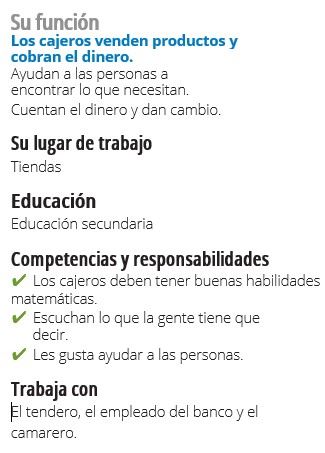 Su función
Los cajeros venden productos y
cobran el dinero.
Ayudan a las personas a
encontrar lo que necesitan.
Cuentan el dinero y dan cambio.
Su lugar de trabajo
Tiendas
Educación
Educación secundaria
Competencias y responsabilidades
✔ Los cajeros deben tener buenas habilidades
matemáticas.
✔ Escuchan lo que la gente tiene que
decir.
✔ Les gusta ayudar a las personas.
Trabaja con
El tendero, el empleado del banco y el
camarero.